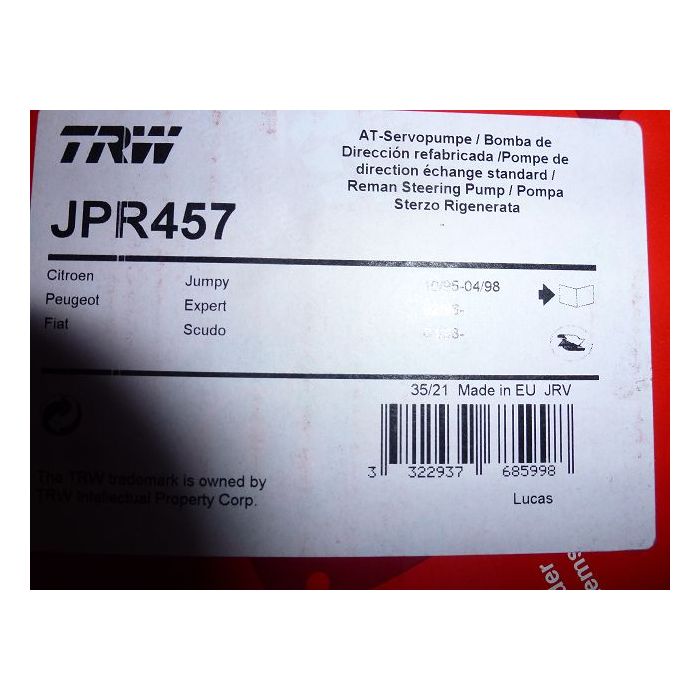 TRW
AT-Servopumpe / Bomba de
Dirección refabricada /Pompe de
direction échange standard /
Reman Steering Pump / Pompa
Sterzo Rigenerata
JPR457
Citroen Jumpy 10/95-04/98
Peugeot Expert
Fiat Scudo
35/21 Made in EU JRV
3 322937 685998
Lucas
The TRW trademark is owned by
TRW Intellectual Property Corp.